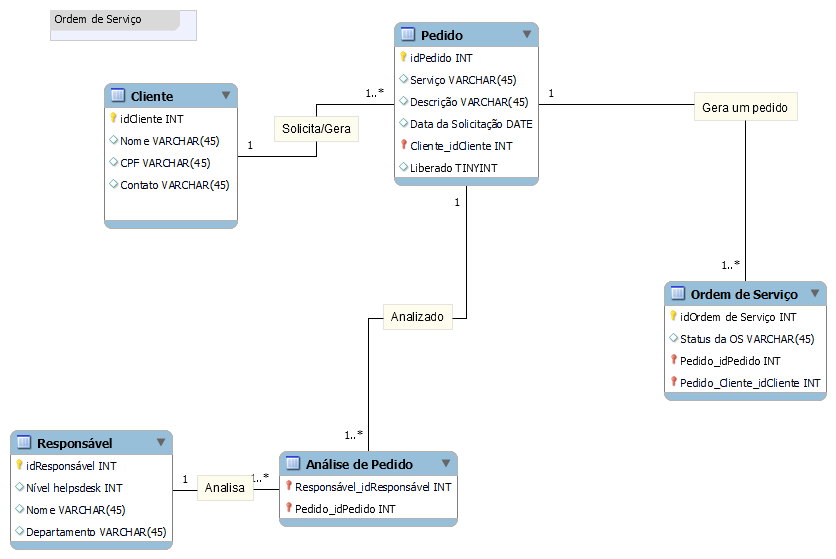 Ordem de Serviço
Pedido
idPedido INT
Serviço VARCHAR(45)
Descrição VARCHAR(45)
Data da Solicitação DATE
Cliente_idCliente INT
Liberado TINYINT
Cliente
idCliente INT
Nome VARCHAR(45)
CPF VARCHAR(45)
Contato VARCHAR(45)
1
Solicita/Gera
1..*
1
Gera um pedido
1..*
Ordem de Serviço
idOrdem de Serviço INT
Status da OS VARCHAR(45)
Pedido_idPedido INT
Pedido_Cliente_idCliente INT
1
Analizado
1..*
Responsável
idResponsável INT
Nível helpsdesk INT
Nome VARCHAR(45)
Departamento VARCHAR(45)
1
Analisa
1..*
Análise de Pedido
Responsável_idResponsável INT
Pedido_idPedido INT